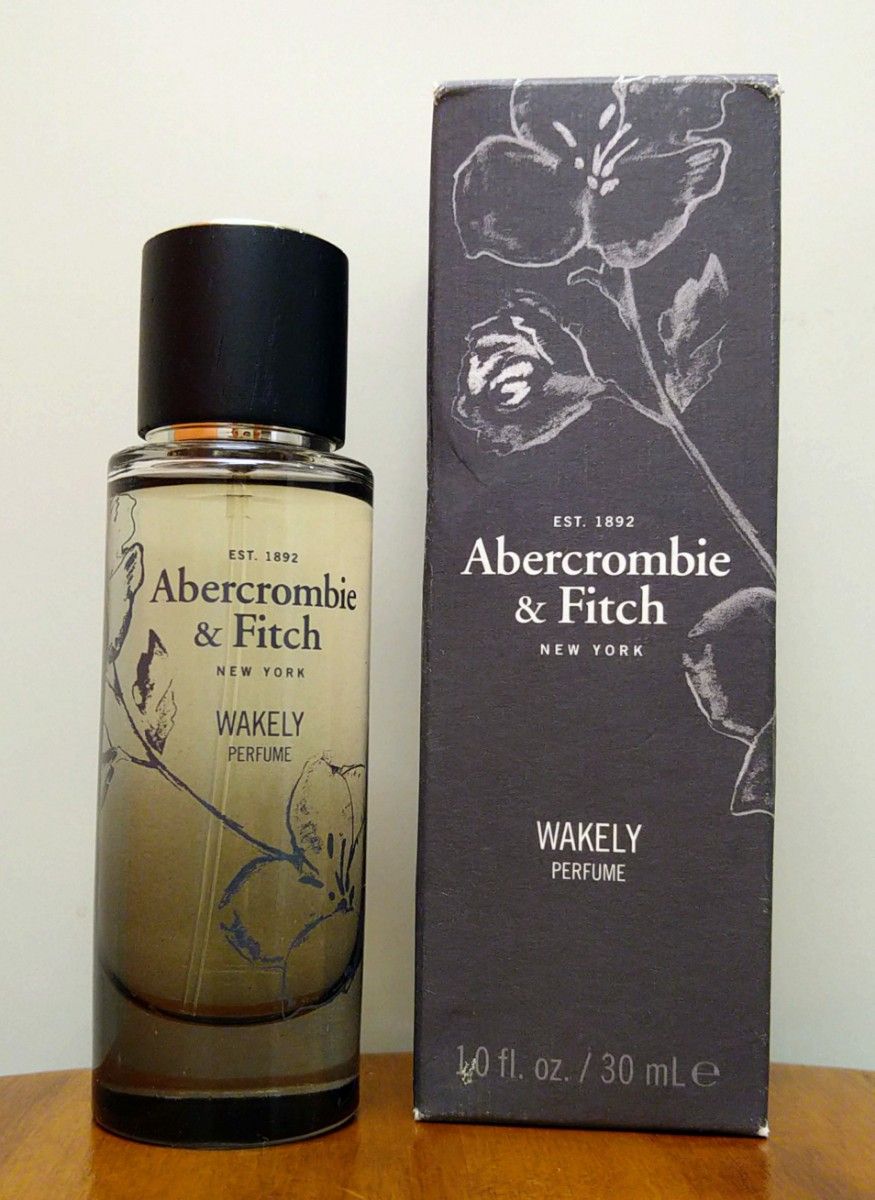 EST. 1892
Abercrombie
& Fitch
NEW YORK
WAKELY
PERFUME
EST. 1892
Abercrombie
& Fitch
NEW YORK
WAKELY
PERFUME
1.0 fl. oz. / 30 mL ℮